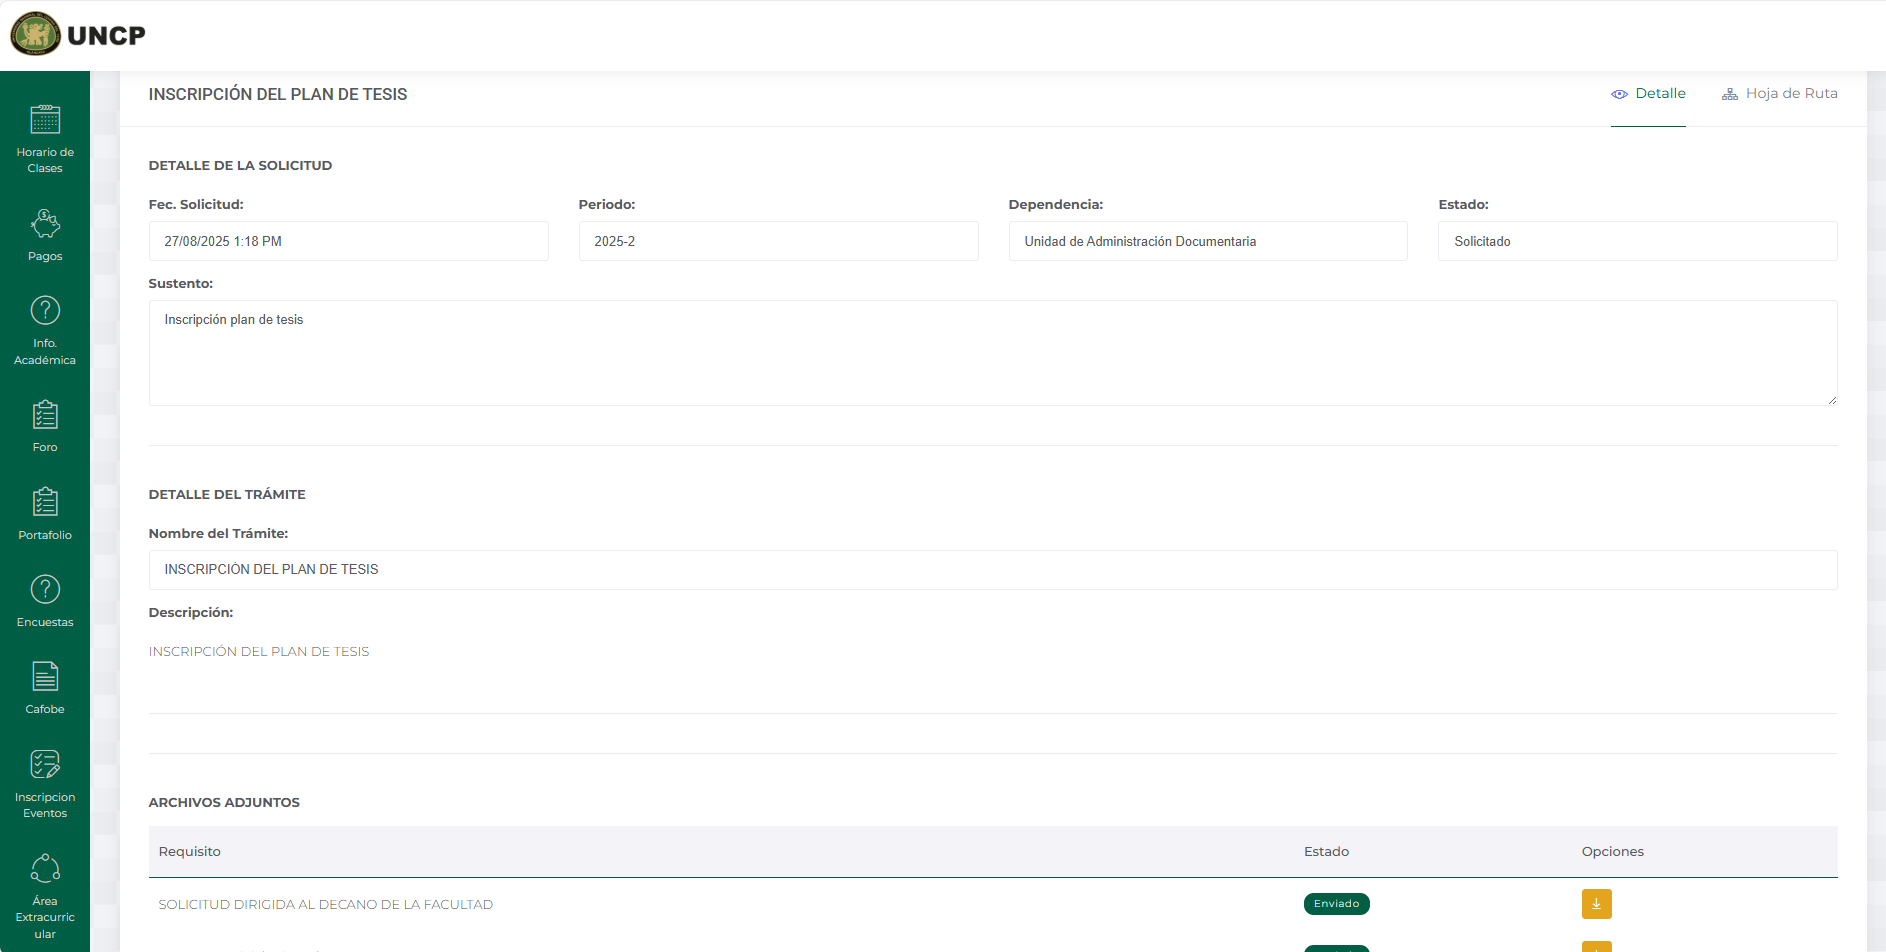 UNCP
INSCRIPCIÓN DEL PLAN DE TESIS
Detalle
Hoja de Ruta
Horario de
Clases
Pagos
Info.
Académica
Foro
Portafolio
Encuestas
Cafobe
Inscripcion
Eventos
Área
Extracurric
ular
DETALLE DE LA SOLICITUD
Fec. Solicitud:
Periodo:
Dependencia:
Estado:
27/08/2025 1:18 PM
2025-2
Unidad de Administración Documentaria
Solicitado
Sustento:
Inscripción plan de tesis
DETALLE DEL TRÁMITE
Nombre del Trámite:
INSCRIPCIÓN DEL PLAN DE TESIS
Descripción:
INSCRIPCIÓN DEL PLAN DE TESIS
ARCHIVOS ADJUNTOS
Requisito
Estado
Opciones
SOLICITUD DIRIGIDA AL DECANO DE LA FACULTAD
Enviado